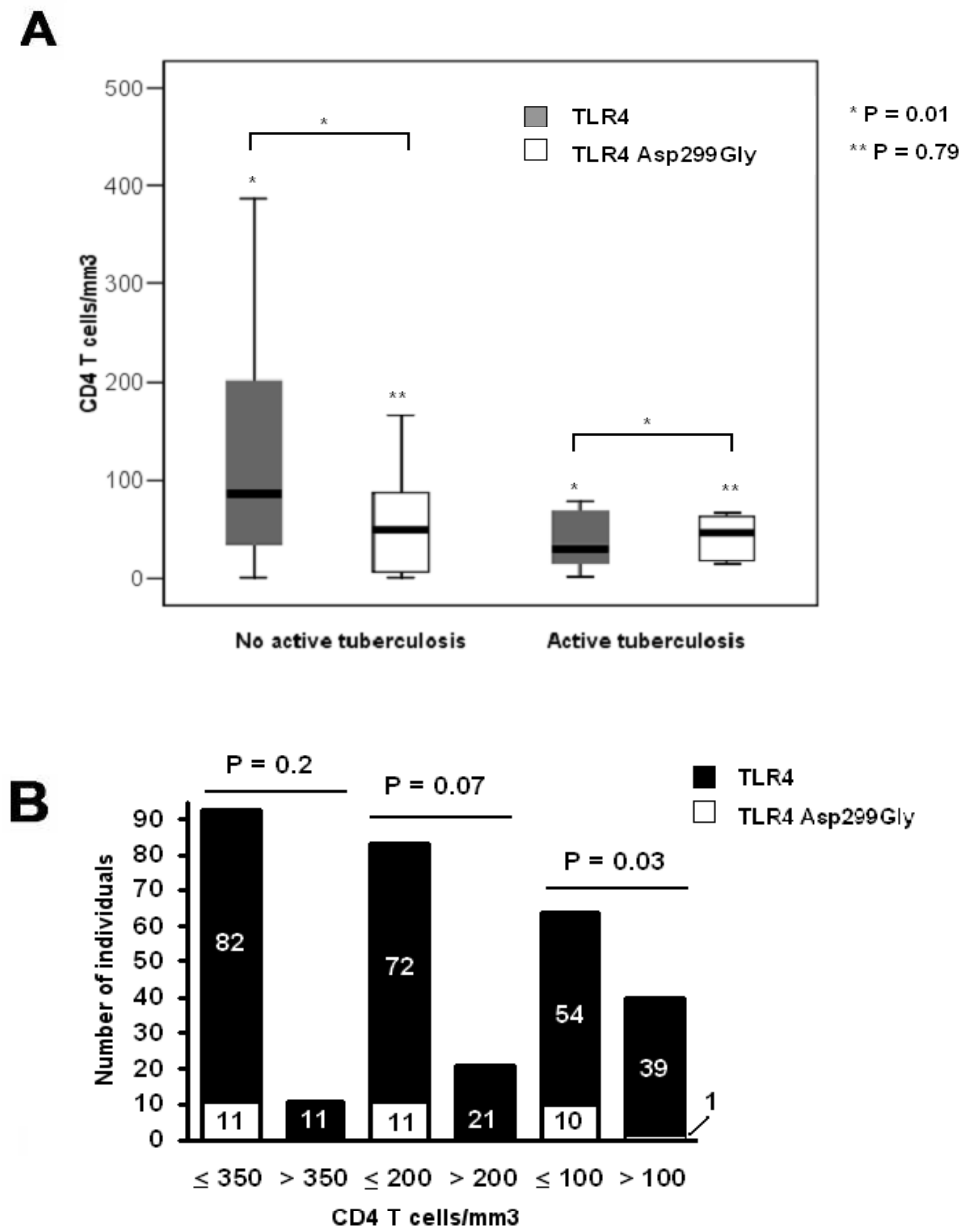 A
500
400
300
200
100
0
CD4 T cells/mm3
TLR4
TLR4 Asp299Gly
* P = 0.01
** P = 0.79
*
*
**
*
*
**
No active tuberculosis
Active tuberculosis
B
P = 0.2
P = 0.07
P = 0.03
TLR4
TLR4 Asp299Gly
Number of individuals
90
80
70
60
50
40
30
20
10
0
82
11
11
72
11
21
54
10
39
1
≤ 350
> 350
≤ 200
> 200
≤ 100
> 100
CD4 T cells/mm3